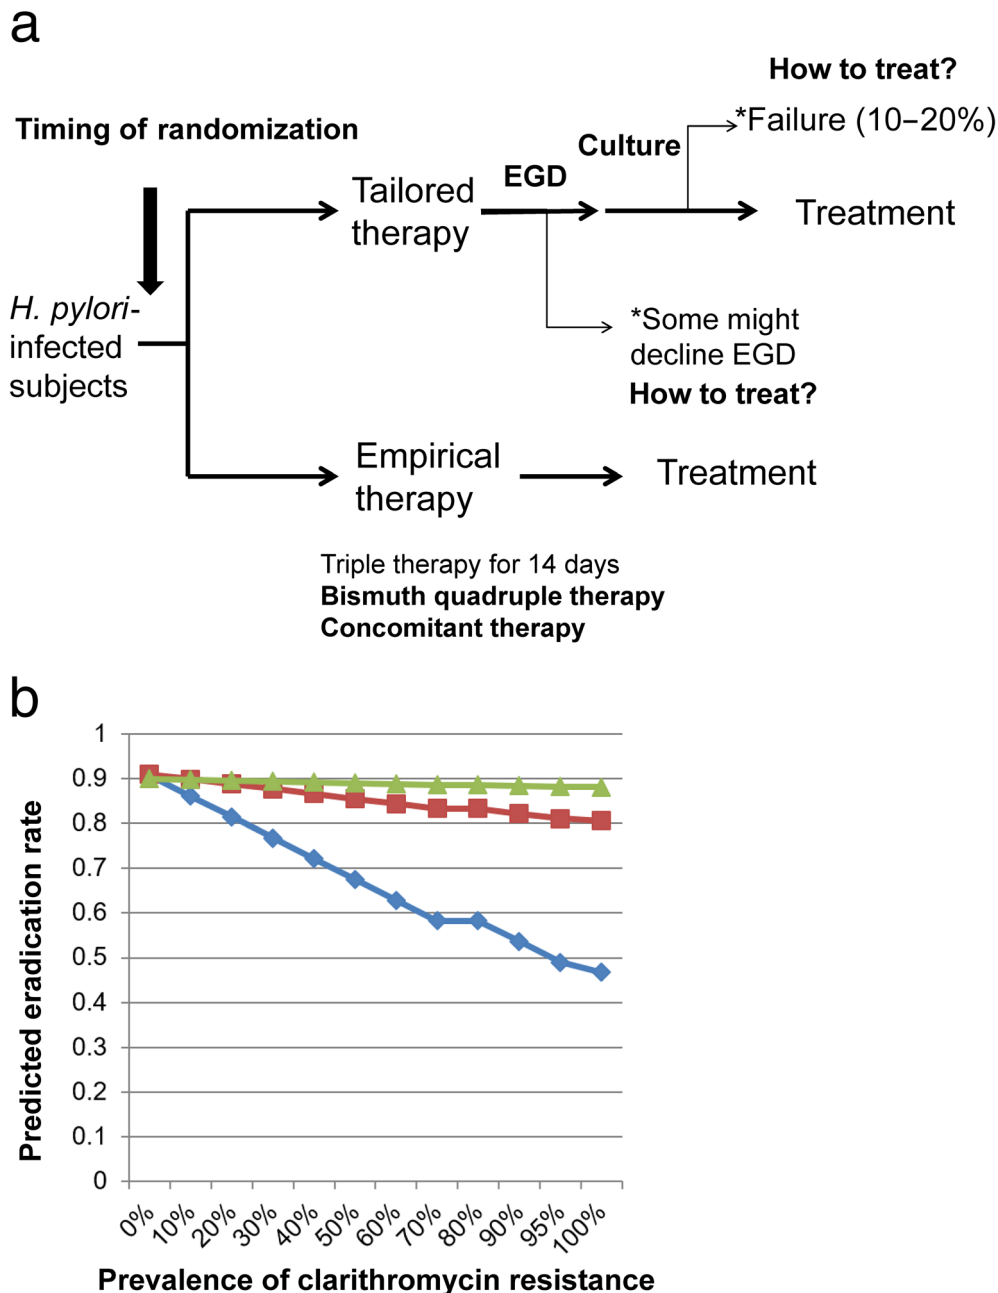 a
How to treat?
*Failure (10–20%)
Timing of randomization
Culture
EGD
Tailored
therapy
Treatment
H. pylori-
infected
subjects
*Some might
decline EGD
How to treat?
Empirical
therapy
Treatment
Triple therapy for 14 days
Bismuth quadruple therapy
Concomitant therapy
b
Predicted eradication rate
1
0.9
0.8
0.7
0.6
0.5
0.4
0.3
0.2
0.1
0
0%
10%
20%
30%
40%
50%
60%
70%
80%
90%
95%
100%
Prevalence of clarithromycin resistance